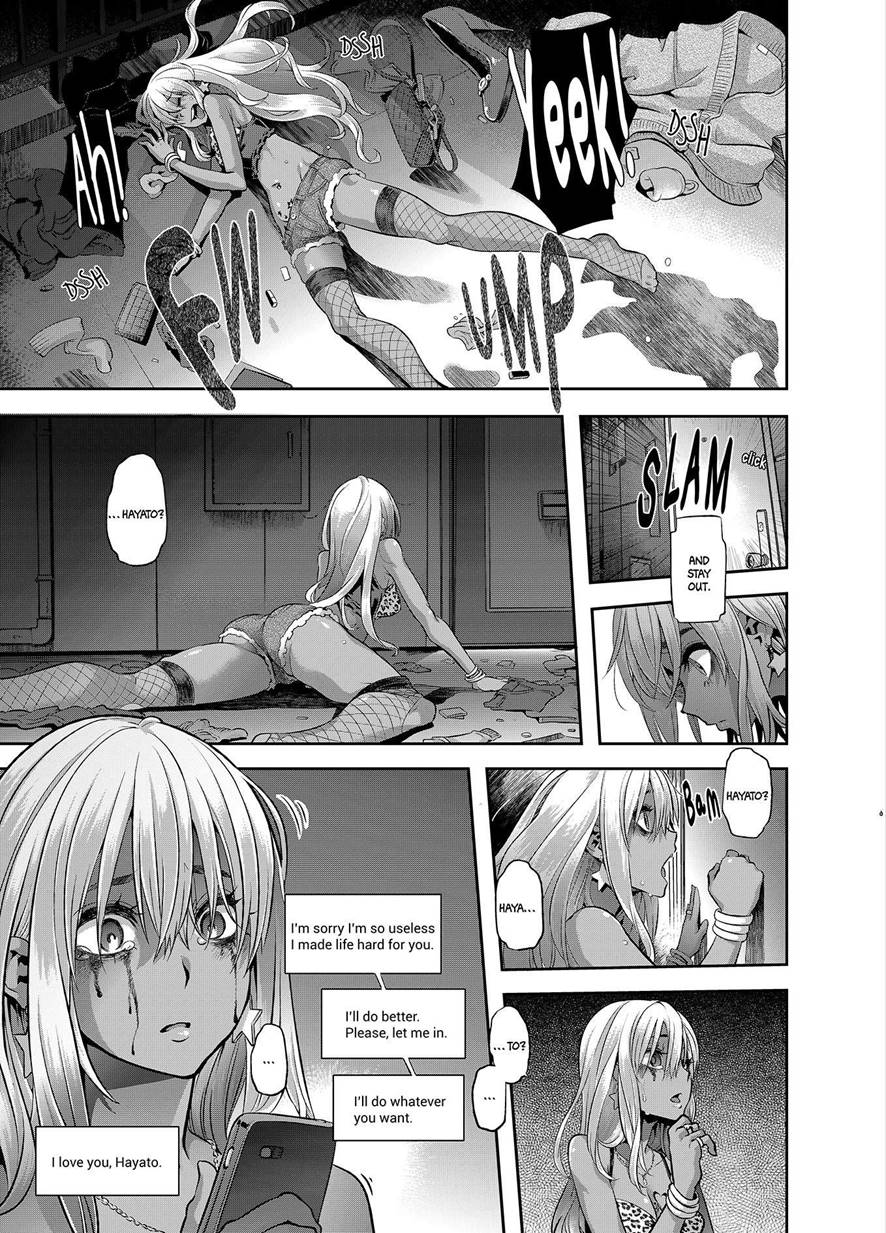 Yeek!
DSSH
DSSH
Ah!
DSSH
FW
UMP
SLAM
click
AND
STAY
OUT.
...HAYATO?
HAYATO?
BAM
HAYA...
...TO?
I'm sorry I'm so useless
I made life hard for you.
I'll do better.
Please, let me in.
...
I'll do whatever
you want.
I love you, Hayato.